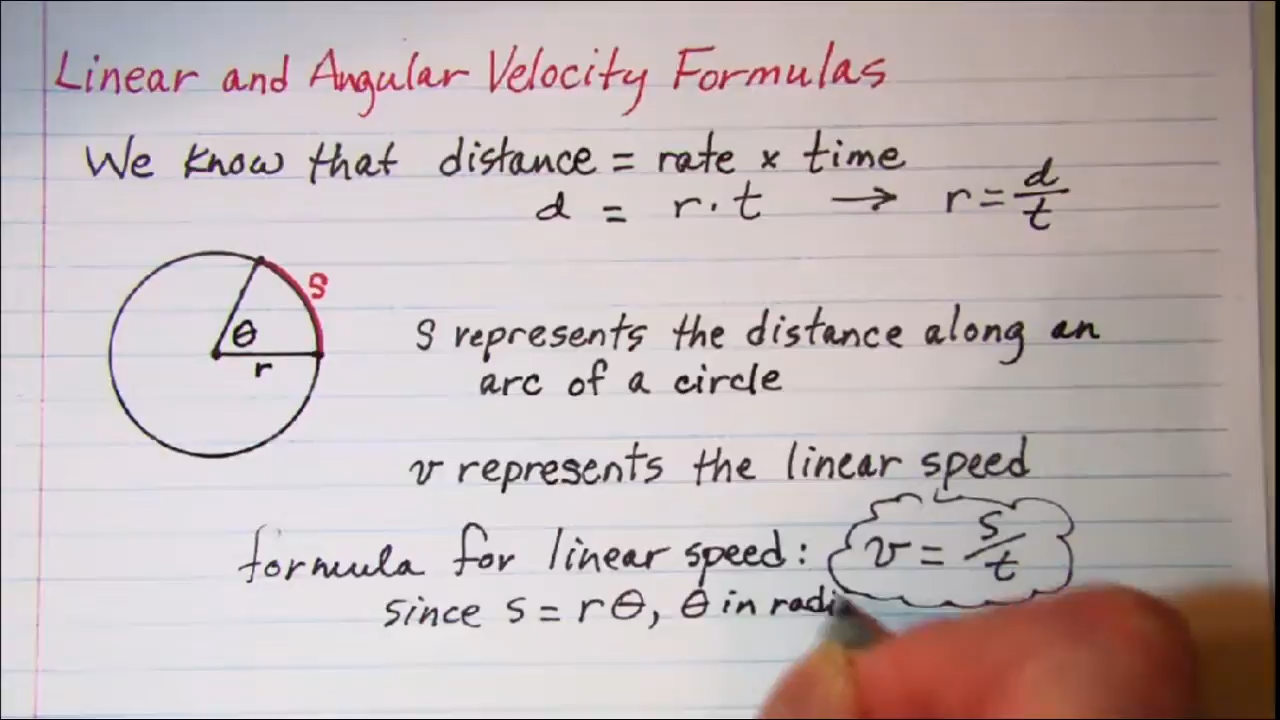 Linear and Angular Velocity Formulas
We know that distance = rate × time
d = r · t → r = d/t
s
θ
r
s represents the distance along an
arc of a circle
v represents the linear speed
formula for linear speed: v = s/t
since s = rθ, θ in radi